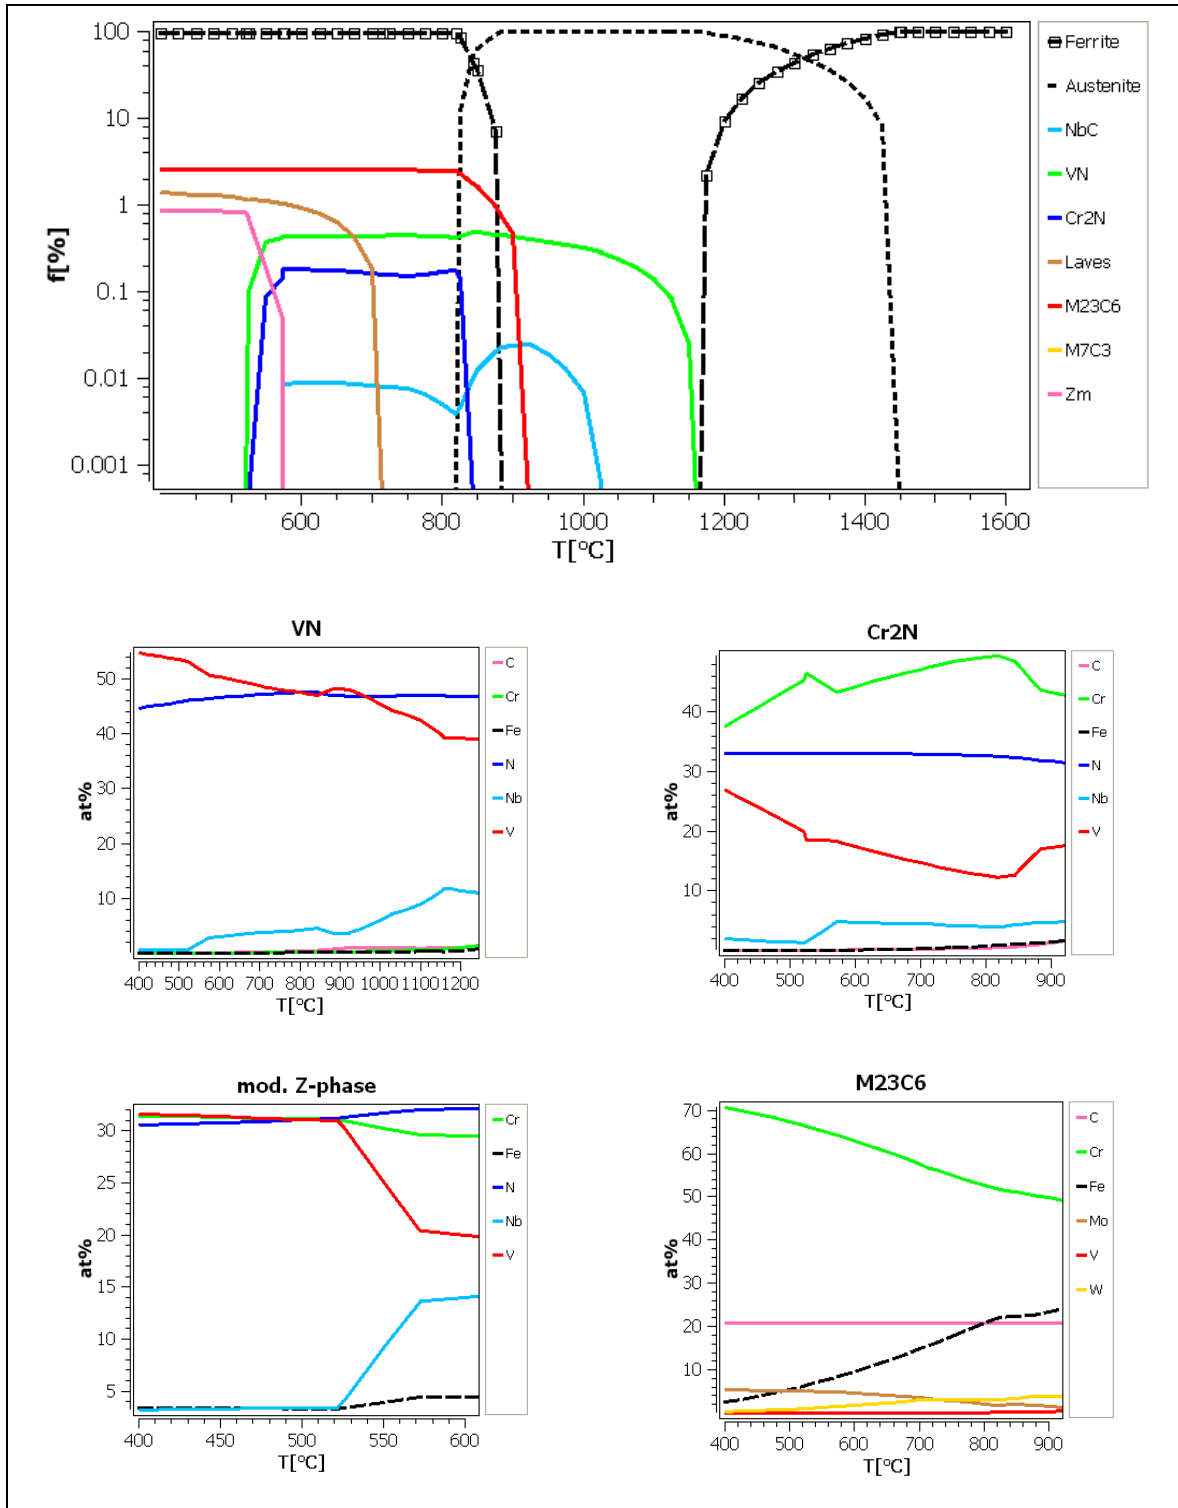 100
10
1
0.1
0.01
0.001
f[%]
600
800
1000
1200
1400
1600
T[°C]
Ferrite
Austenite
NbC
VN
Cr2N
Laves
M23C6
M7C3
Zm
VN
50
40
30
20
10
at%
400 500 600 700 800 900 1000 1100 1200
T[°C]
C
Cr
Fe
N
Nb
V
Cr2N
40
30
20
10
at%
400 500 600 700 800 900
T[°C]
C
Cr
Fe
N
Nb
V
mod. Z-phase
30
25
20
15
10
5
at%
400 450 500 550 600
T[°C]
Cr
Fe
N
Nb
V
M23C6
70
60
50
40
30
20
10
at%
400 500 600 700 800 900
T[°C]
C
Cr
Fe
Mo
V
W